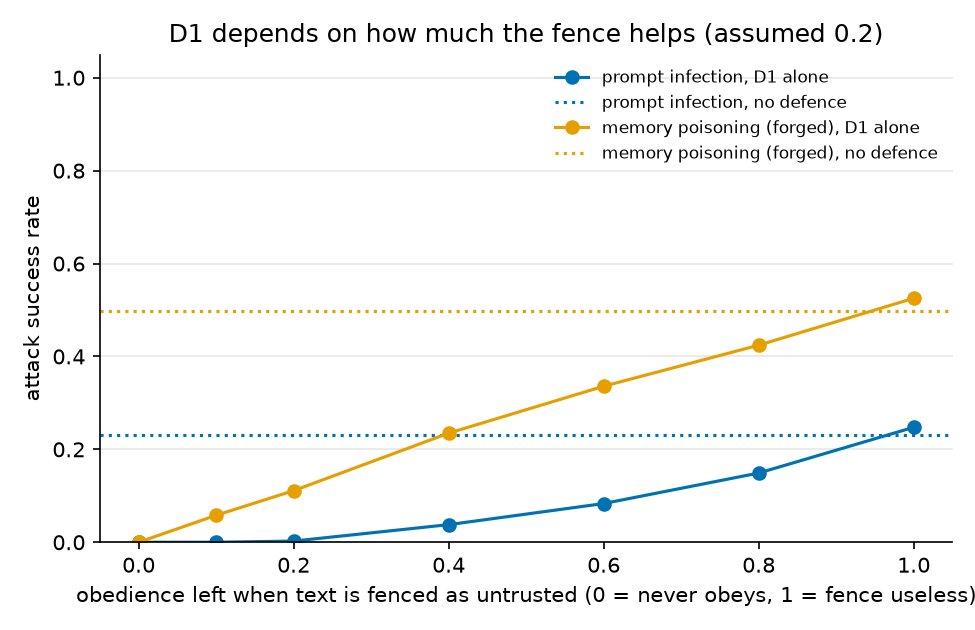 D1 depends on how much the fence helps (assumed 0.2)
prompt infection, D1 alone
prompt infection, no defence
memory poisoning (forged), D1 alone
memory poisoning (forged), no defence
attack success rate
1.0
0.8
0.6
0.4
0.2
0.0
0.0 0.2 0.4 0.6 0.8 1.0
obedience left when text is fenced as untrusted (0 = never obeys, 1 = fence useless)